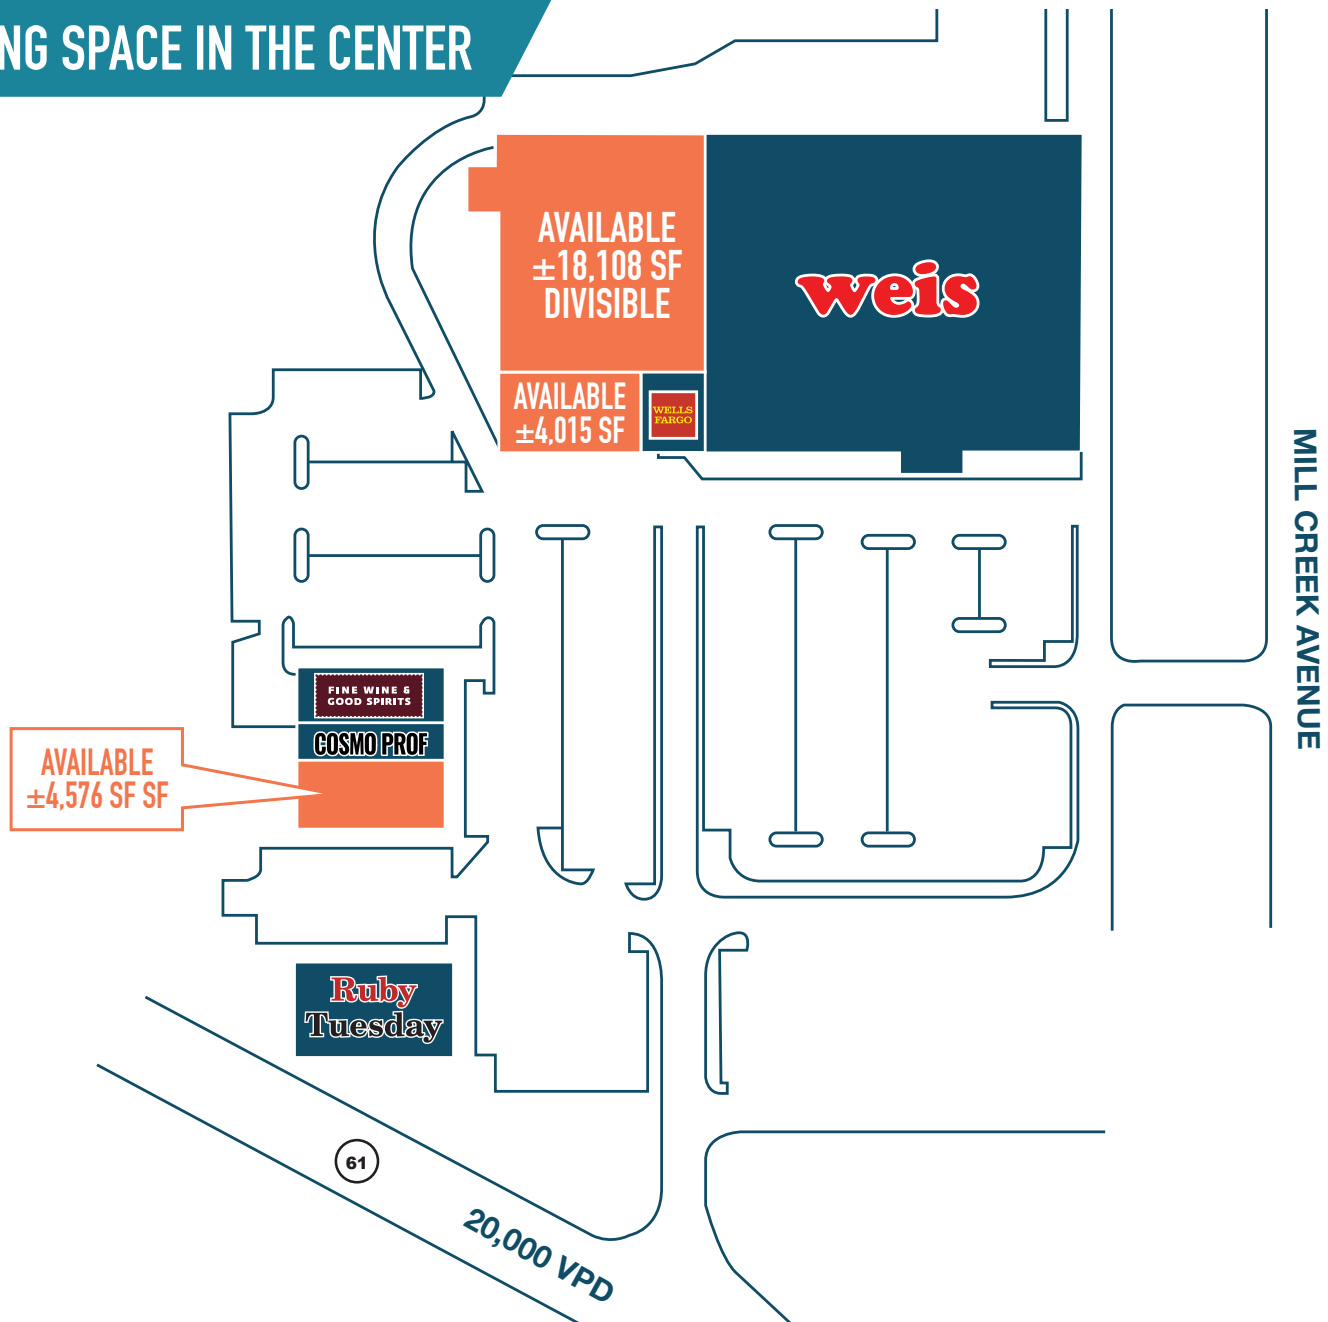 NG SPACE IN THE CENTER
AVAILABLE
±18,108 SF
DIVISIBLE
weis
AVAILABLE
±4,015 SF
WELLS
FARGO
MILL CREEK AVENUE
FINE WINE &
GOOD SPIRITS
COSMO PROF
AVAILABLE
±4,576 SF SF
Ruby
Tuesday
61
20,000 VPD